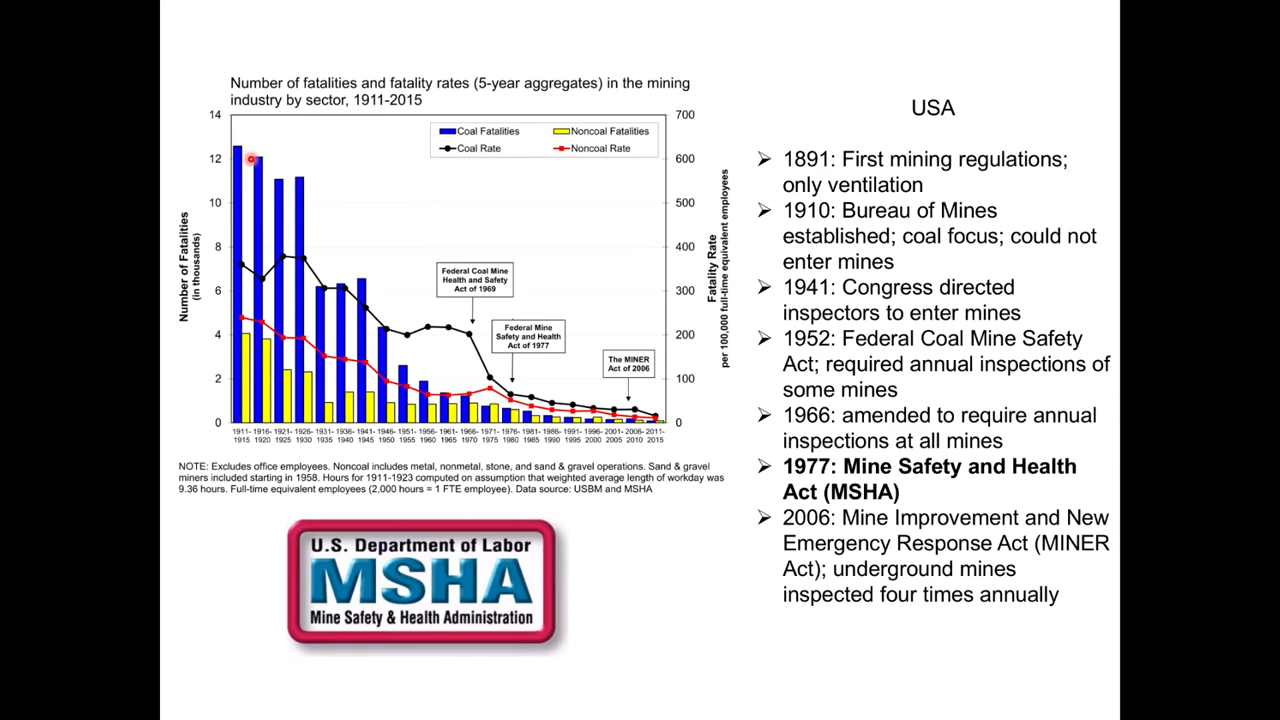 Number of fatalities and fatality rates (5-year aggregates) in the mining
industry by sector, 1911-2015
14
12
10
8
6
4
2
0
Number of Fatalities
(in thousands)
Coal Fatalities
Noncoal Fatalities
Coal Rate
Noncoal Rate
Federal Coal Mine
Health and Safety
Act of 1969
Federal Mine
Safety and Health
Act of 1977
The MINER
Act of 2006
700
600
500
400
300
200
100
0
Fatality Rate
per 100,000 full-time equivalent employees
1911- 1916- 1921- 1926- 1931- 1936- 1941- 1946- 1951- 1956- 1961- 1966- 1971- 1976- 1981- 1986- 1991- 1996- 2001- 2006- 2011-
1915 1920 1925 1930 1935 1940 1945 1950 1955 1960 1965 1970 1975 1980 1985 1990 1995 2000 2005 2010 2015
NOTE: Excludes office employees. Noncoal includes metal, nonmetal, stone, and sand & gravel operations. Sand & gravel
miners included starting in 1958. Hours for 1911-1923 computed on assumption that weighted average length of workday was
9.36 hours. Full-time equivalent employees (2,000 hours = 1 FTE employee). Data source: USBM and MSHA
U.S. Department of Labor
MSHA
Mine Safety & Health Administration
USA
1891: First mining regulations;
only ventilation
1910: Bureau of Mines
established; coal focus; could not
enter mines
1941: Congress directed
inspectors to enter mines
1952: Federal Coal Mine Safety
Act; required annual inspections of
some mines
1966: amended to require annual
inspections at all mines
1977: Mine Safety and Health
Act (MSHA)
2006: Mine Improvement and New
Emergency Response Act (MINER
Act); underground mines
inspected four times annually